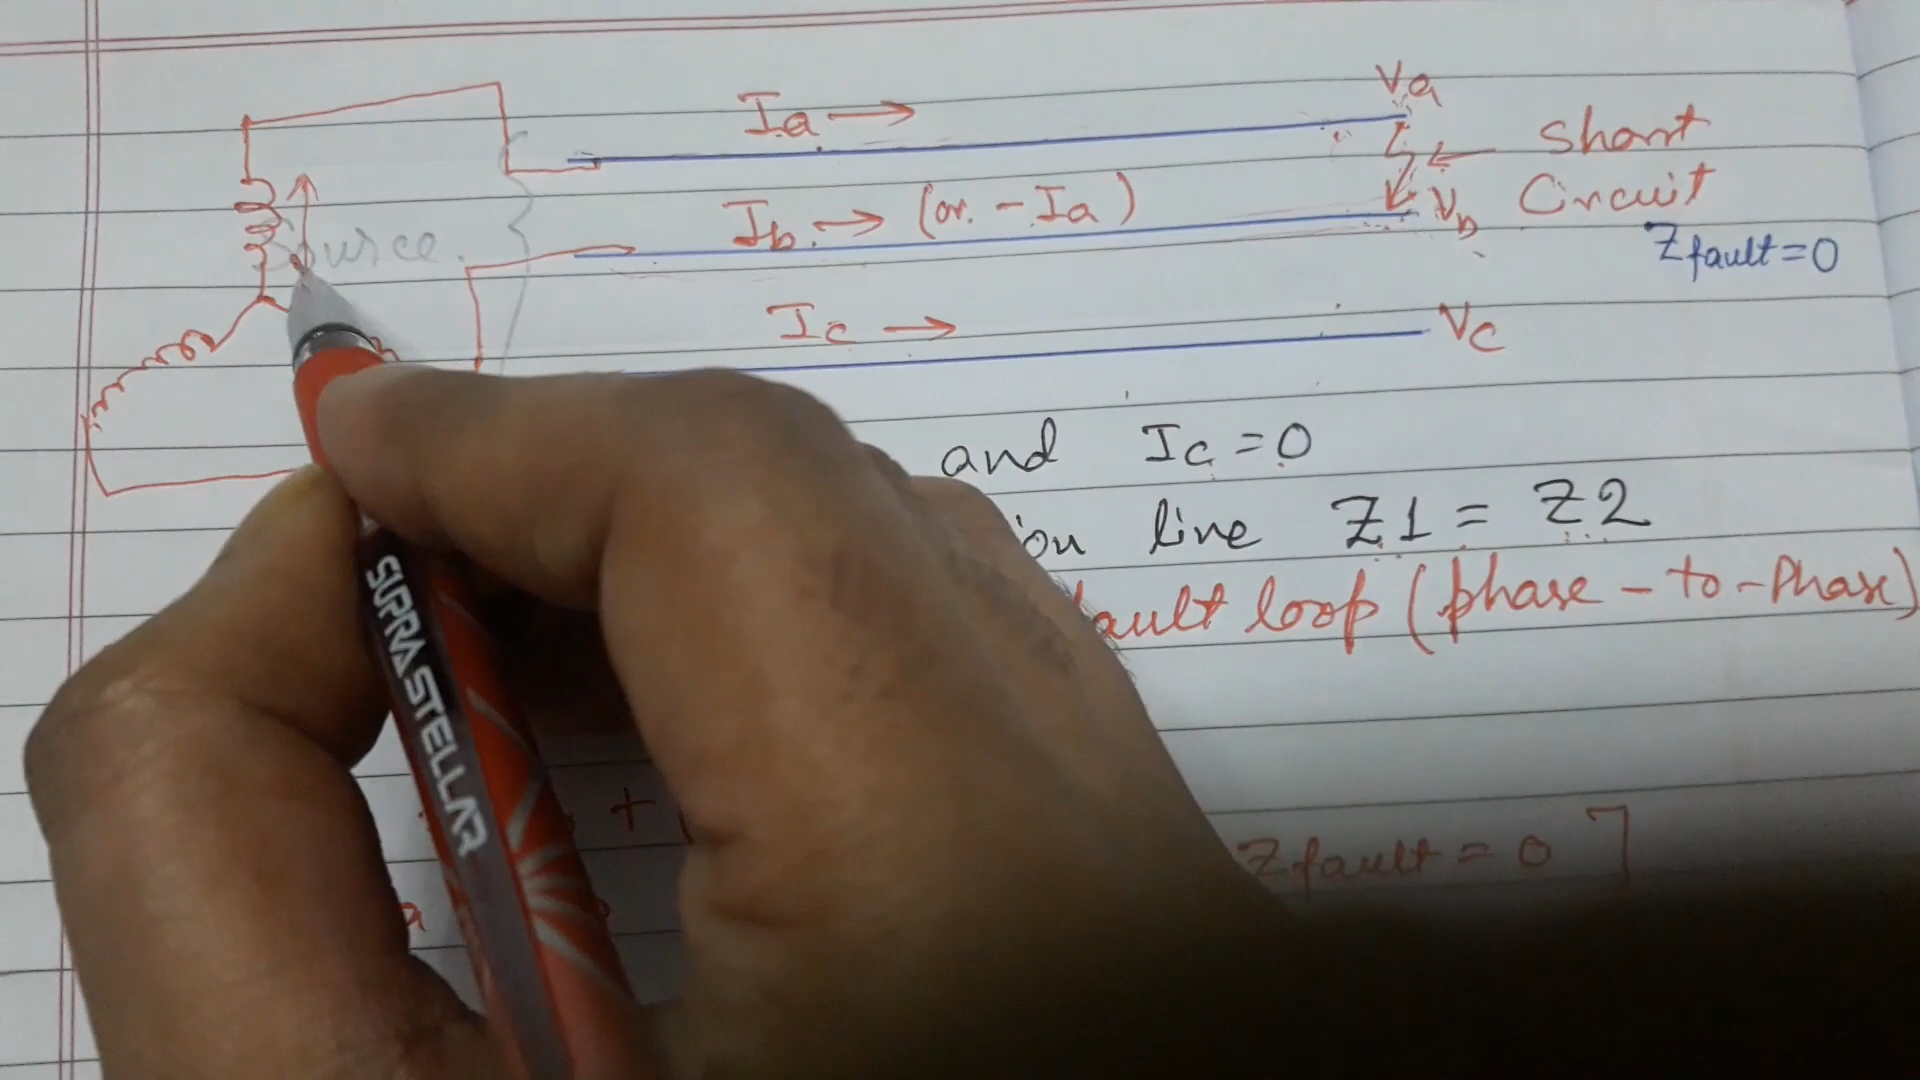 Va
Ia → Short
Ib → (or. - Ia) Vb Circuit
Source.
Zfault = 0
Ic → Vc
and Ic = 0
line Z1 = Z2
loop (phase - to - Phase)
SUPRA STELLAR
+
Zfault = 0 ]
a